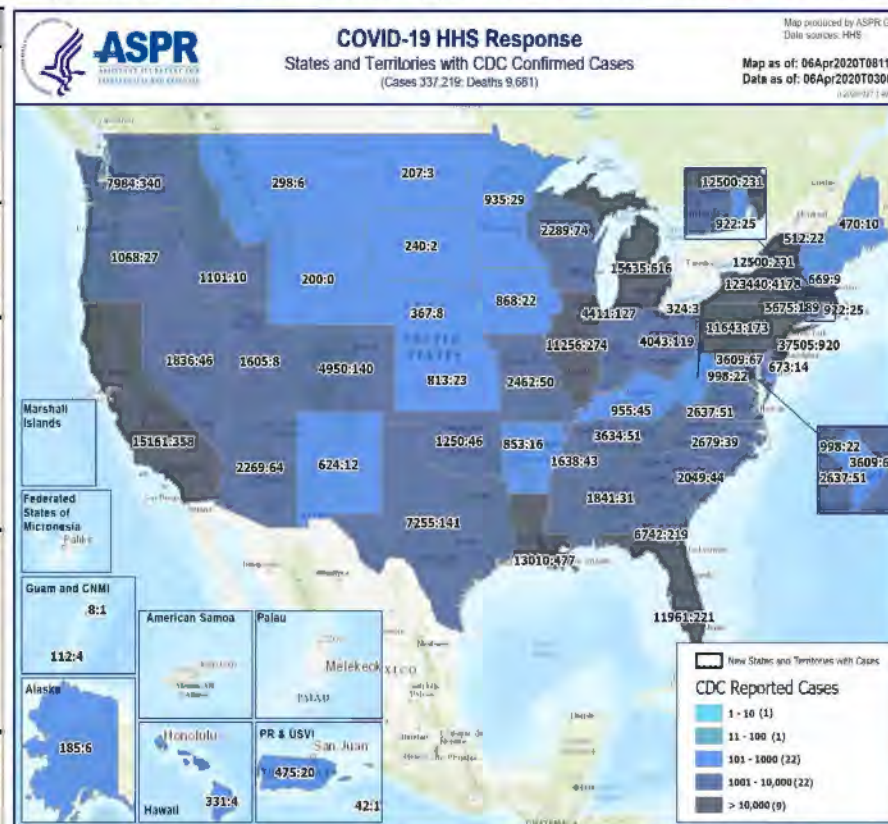 ASPR
COVID-19 HHS Response
States and Territories with CDC Confirmed Cases
(Cases 337,219: Deaths 9,681)
Map produced by ASPR
Data sources: HHS
Map as of: 06Apr2020T0811
Data as of: 06Apr2020T030
7984:340
298:6
207:3
935:29
12500:231
922:25
470:10
512:22
2289:74
240:2
1068:27
12500:231
15635:616
1101:10
200:0
123440:4178
669:9
868:22
324:3
5675:189
922:25
4411:127
367:8
11643:173
UNITED
STATES
37505:920
11256:274
4043:119
1836:46
1605:8
3609:67
4950:140
673:14
998:22
813:23
2462:50
955:45
2637:51
Marshall
Islands
15161:358
1250:46
853:16
3634:51
2679:39
998:22
3609:6
2637:51
2269:64
624:12
1638:43
2049:44
Federated
States of
Micronesia
1841:31
7255:141
6742:219
13010:477
Guam and CNMI
8:1
112:4
American Samoa
Palau
11961:221
Melekeok
Alaska
185:6
Honolulu
Hawaii
331:4
PR & USVI
San Juan
475:20
42:1
New States and Territories with Cases
CDC Reported Cases
1 - 10 (1)
11 - 100 (1)
101 - 1000 (22)
1001 - 10,000 (22)
> 10,000 (9)